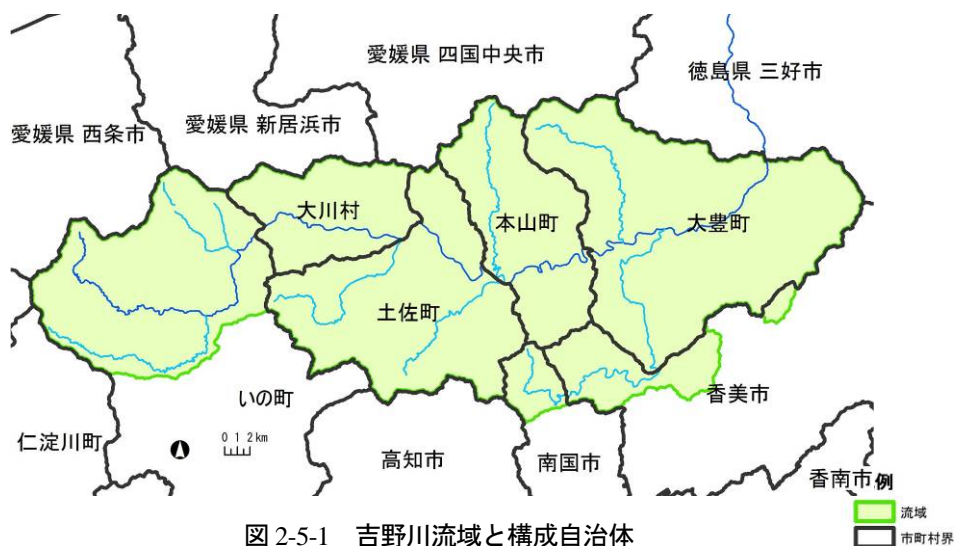 愛媛県 四国中央市
徳島県 三好市
愛媛県 西条市
愛媛県 新居浜市
大川村
本山町
大豊町
土佐町
いの町
香美市
仁淀川町
0 1 2km
高知市
南国市
香南市
例
流域
市町村界
図 2-5-1 吉野川流域と構成自治体